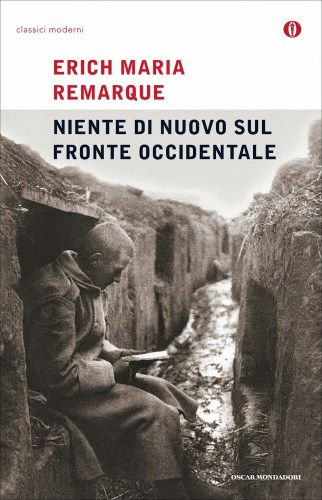 classici moderni
ERICH MARIA
REMARQUE
NIENTE DI NUOVO SUL
FRONTE OCCIDENTALE
OSCAR MONDADORI